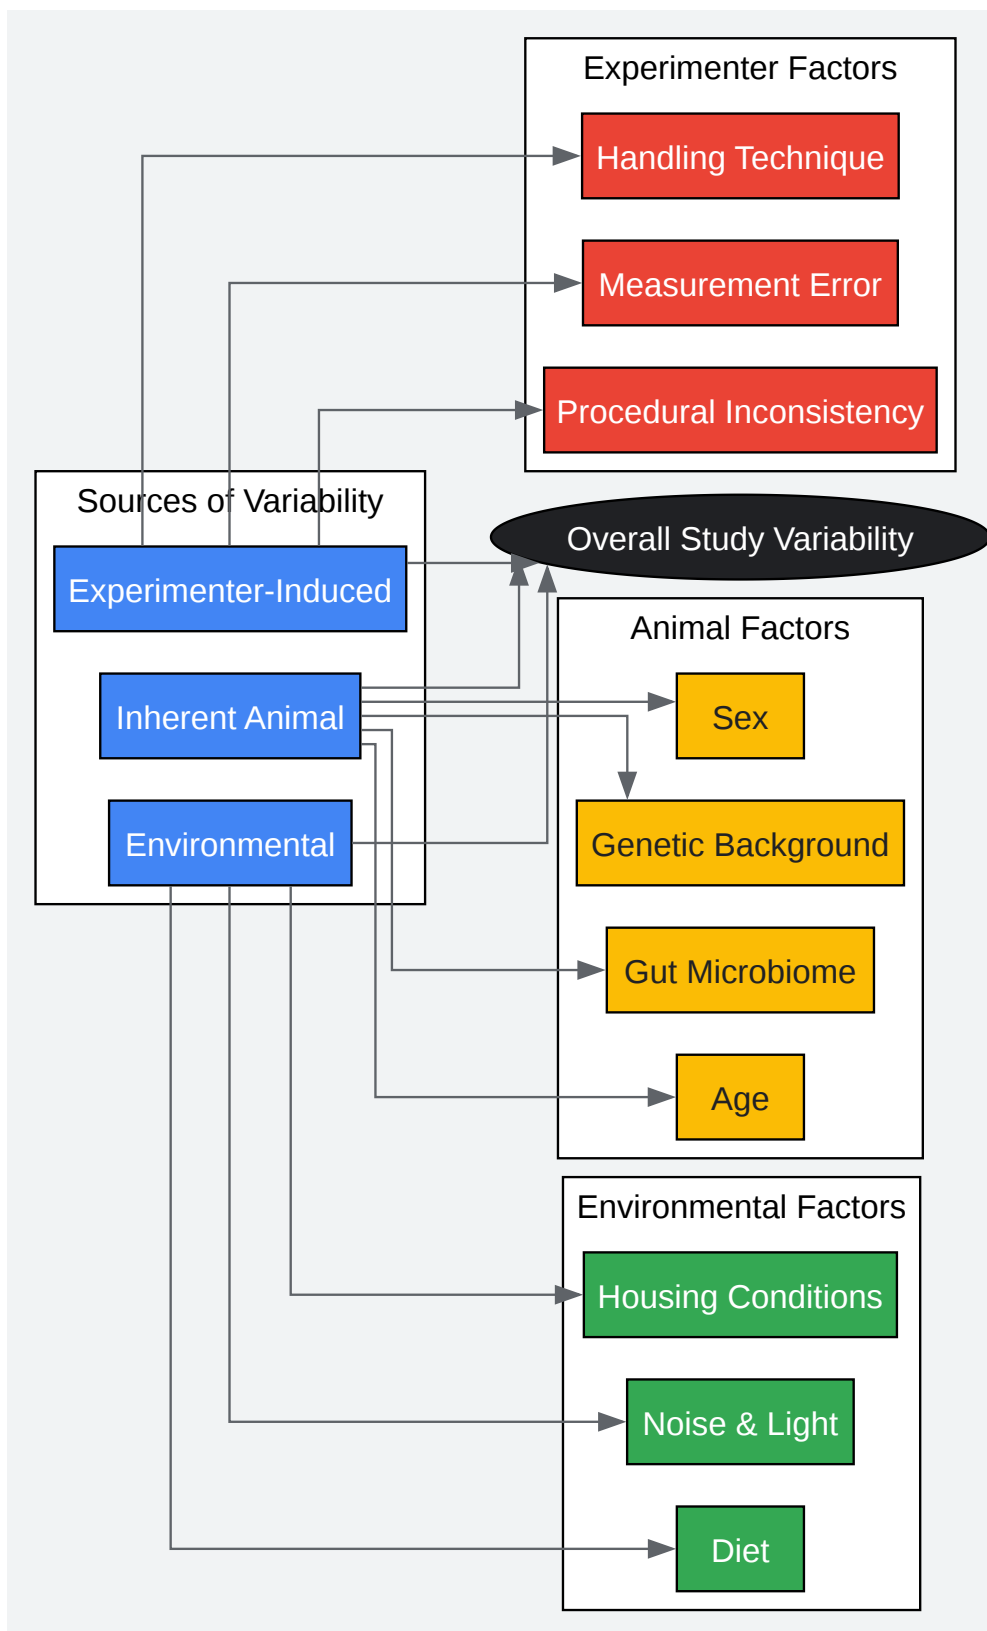 Experimenter Factors
Handling Technique
Measurement Error
Procedural Inconsistency
Sources of Variability
Experimenter-Induced
Inherent Animal
Environmental
Overall Study Variability
Animal Factors
Sex
Genetic Background
Gut Microbiome
Age
Environmental Factors
Housing Conditions
Noise & Light
Diet